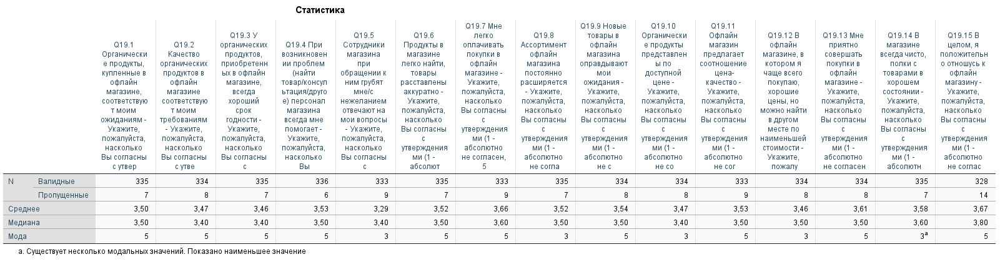 Статистика
Q19.1
Органически
е продукты,
купленные в
офлайн
магазине,
соответствую
т моим
ожиданиям -
Укажите,
пожалуйста,
насколько
Вы согласны
с утвер
Q19.2
Качество
органических
продуктов в
офлайн
магазине
соответствую
т моим
требованиям
- Укажите,
пожалуйста,
насколько
Вы согласны
с утве
Q19.3 У
органических
продуктов,
приобретенн
ых в офлайн
магазине,
всегда
хороший
срок
годности -
Укажите,
пожалуйста,
насколько
Вы согласны
с
Q19.4 При
возникновен
ии проблем
(найти
товар/консул
ьтация/друго
е) персонал
магазина
всегда мне
помогает -
Укажите,
пожалуйста,
насколько
Вы
Q19.5
Сотрудники
магазина
при
обращении к
ним грубят
мне/с
нежеланием
отвечают на
мои вопросы
- Укажите,
пожалуйста,
насколько
Вы согласны
с
Q19.6
Продукты в
магазине
легко найти,
товары
расставлены
аккуратно -
Укажите,
пожалуйста,
насколько
Вы согласны
с
утверждения
ми (1 -
абсолют
Q19.7 Мне
легко
оплачивать
покупки в
офлайн
магазине -
Укажите,
пожалуйста,
насколько
Вы согласны
с
утверждения
ми (1 -
абсолютно
не согласен,
5
Q19.8
Ассортимент
офлайн
магазина
постоянно
расширяется
- Укажите,
пожалуйста,
насколько
Вы согласны
с
утверждения
ми (1 -
абсолютно
не согла
Q19.9 Новые
товары в
офлайн
магазина
оправдывают
мои
ожидания -
Укажите,
пожалуйста,
насколько
Вы согласны
с
утверждения
ми (1 -
абсолютно
не с
Q19.10
Органически
е продукты
представлен
ы по
доступной
цене -
Укажите,
пожалуйста,
насколько
Вы согласны
с
утверждения
ми (1 -
абсолютно
не со
Q19.11
Офлайн
магазин
предлагает
соотношение
цена-
качество -
Укажите,
пожалуйста,
насколько
Вы согласны
с
утверждения
ми (1 -
абсолютно
не сог
Q19.12 В
офлайн
магазине, в
котором я
чаще всего
покупаю,
хорошие
цены, но
можно найти
в другом
месте по
наименьшей
стоимости -
Укажите,
пожалу
Q19.13 Мне
приятно
совершать
покупки в
офлайн
магазине -
Укажите,
пожалуйста,
насколько
Вы согласны
с
утверждения
ми (1 -
абсолютно
не согласен
Q19.14 В
магазине
всегда чисто,
полки с
товарами в
хорошем
состоянии -
Укажите,
пожалуйста,
насколько
Вы согласны
с
утверждения
ми (1 -
абсолютн
Q19.15 В
целом, я
положительн
о отношусь к
офлайн
магазину -
Укажите,
пожалуйста,
насколько
Вы согласны
с
утверждения
ми (1 -
абсолютно
не соглас
N Валидные 335 334 335 336 333 335 333 335 334 334 333 334 334 335 328
Пропущенные 7 8 7 6 9 7 9 7 8 8 9 8 8 7 14
Среднее 3,50 3,47 3,46 3,53 3,29 3,52 3,66 3,52 3,54 3,47 3,53 3,46 3,61 3,58 3,67
Медиана 3,50 3,40 3,40 3,50 3,40 3,50 3,60 3,50 3,50 3,40 3,50 3,50 3,50 3,60 3,80
Мода 5 5 5 5 3 5 5 3 5 3 5 3 5 3a 5
a. Существует несколько модальных значений. Показано наименьшее значение